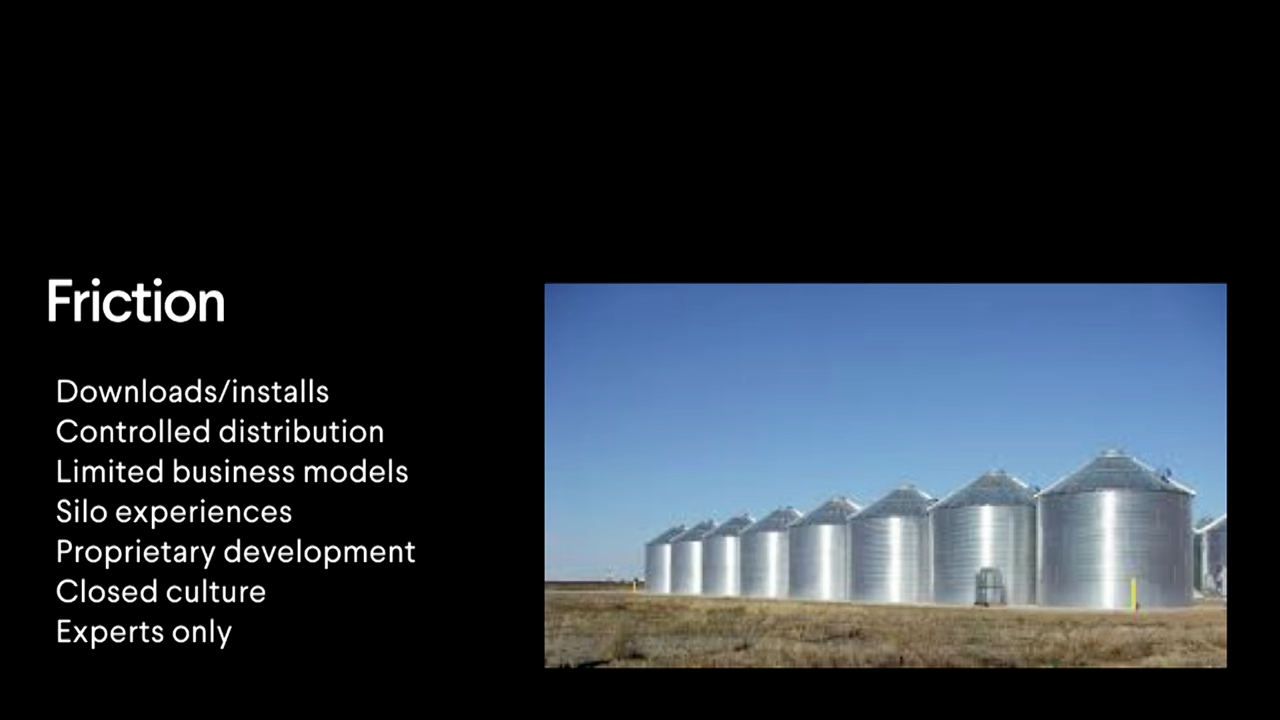 Friction
Downloads/installs
Controlled distribution
Limited business models
Silo experiences
Proprietary development
Closed culture
Experts only